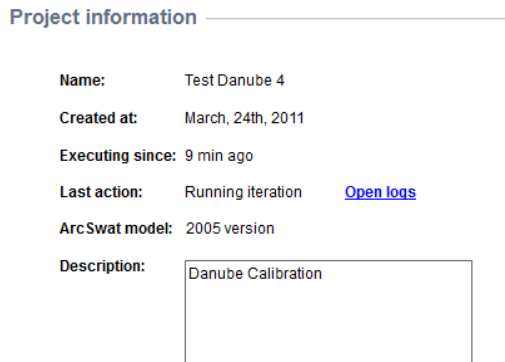 Project information
Name: Test Danube 4
Created at: March, 24th, 2011
Executing since: 9 min ago
Last action: Running iteration Open logs
ArcSwat model: 2005 version
Description: Danube Calibration